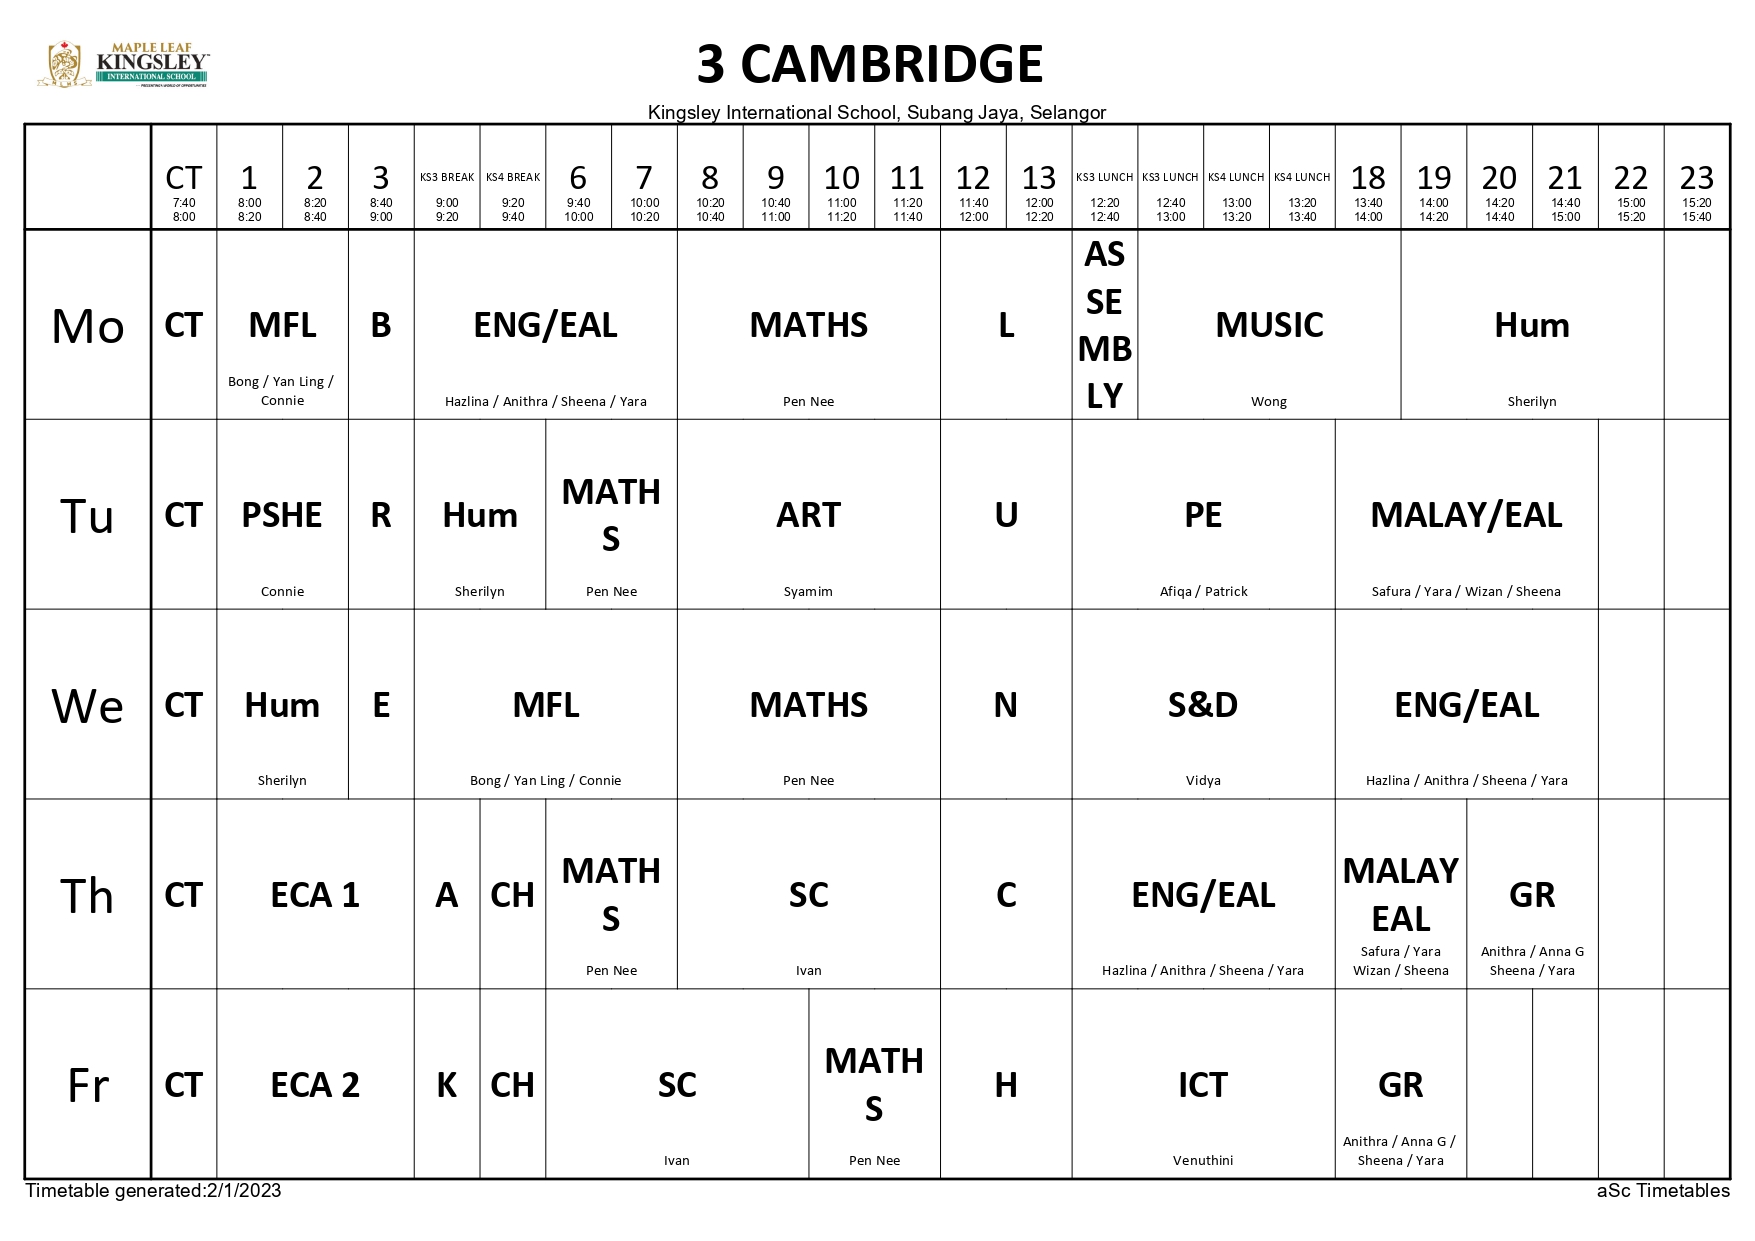 MAPLE LEAF
KINGSLEY
INTERNATIONAL SCHOOL
3 CAMBRIDGE
Kingsley International School, Subang Jaya, Selangor
CT 1 2 3 KS3 BREAK KS4 BREAK 6 7 8 9 10 11 12 13 KS3 LUNCH KS3 LUNCH KS4 LUNCH KS4 LUNCH 18 19 20 21 22 23
7:40 8:00 8:20 8:40 9:00 9:20 9:40 10:00 10:20 10:40 11:00 11:20 11:40 12:00 12:20 12:40 13:00 13:20 13:40 14:00 14:20 14:40 15:00 15:20
8:00 8:20 8:40 9:00 9:20 9:40 10:00 10:20 10:40 11:00 11:20 11:40 12:00 12:20 12:40 13:00 13:20 13:40 14:00 14:20 14:40 15:00 15:20 15:40
Mo CT MFL B ENG/EAL MATHS L
AS
SE
MB
LY
MUSIC Hum
Bong / Yan Ling /
Connie
Hazlina / Anithra / Sheena / Yara Pen Nee Wong Sherilyn
Tu CT PSHE R Hum
MATH
S
ART U PE MALAY/EAL
Connie Sherilyn Pen Nee Syamim Afiqa / Patrick Safura / Yara / Wizan / Sheena
We CT Hum E MFL MATHS N S&D ENG/EAL
Sherilyn Bong / Yan Ling / Connie Pen Nee Vidya Hazlina / Anithra / Sheena / Yara
Th CT ECA 1 A CH
MATH
S
SC C ENG/EAL
MALAY
EAL
GR
Pen Nee Ivan Hazlina / Anithra / Sheena / Yara
Safura / Yara
Wizan / Sheena
Anithra / Anna G
Sheena / Yara
Fr CT ECA 2 K CH SC
MATH
S
H ICT GR
Ivan Pen Nee Venuthini
Anithra / Anna G /
Sheena / Yara
Timetable generated:2/1/2023
aSc Timetables